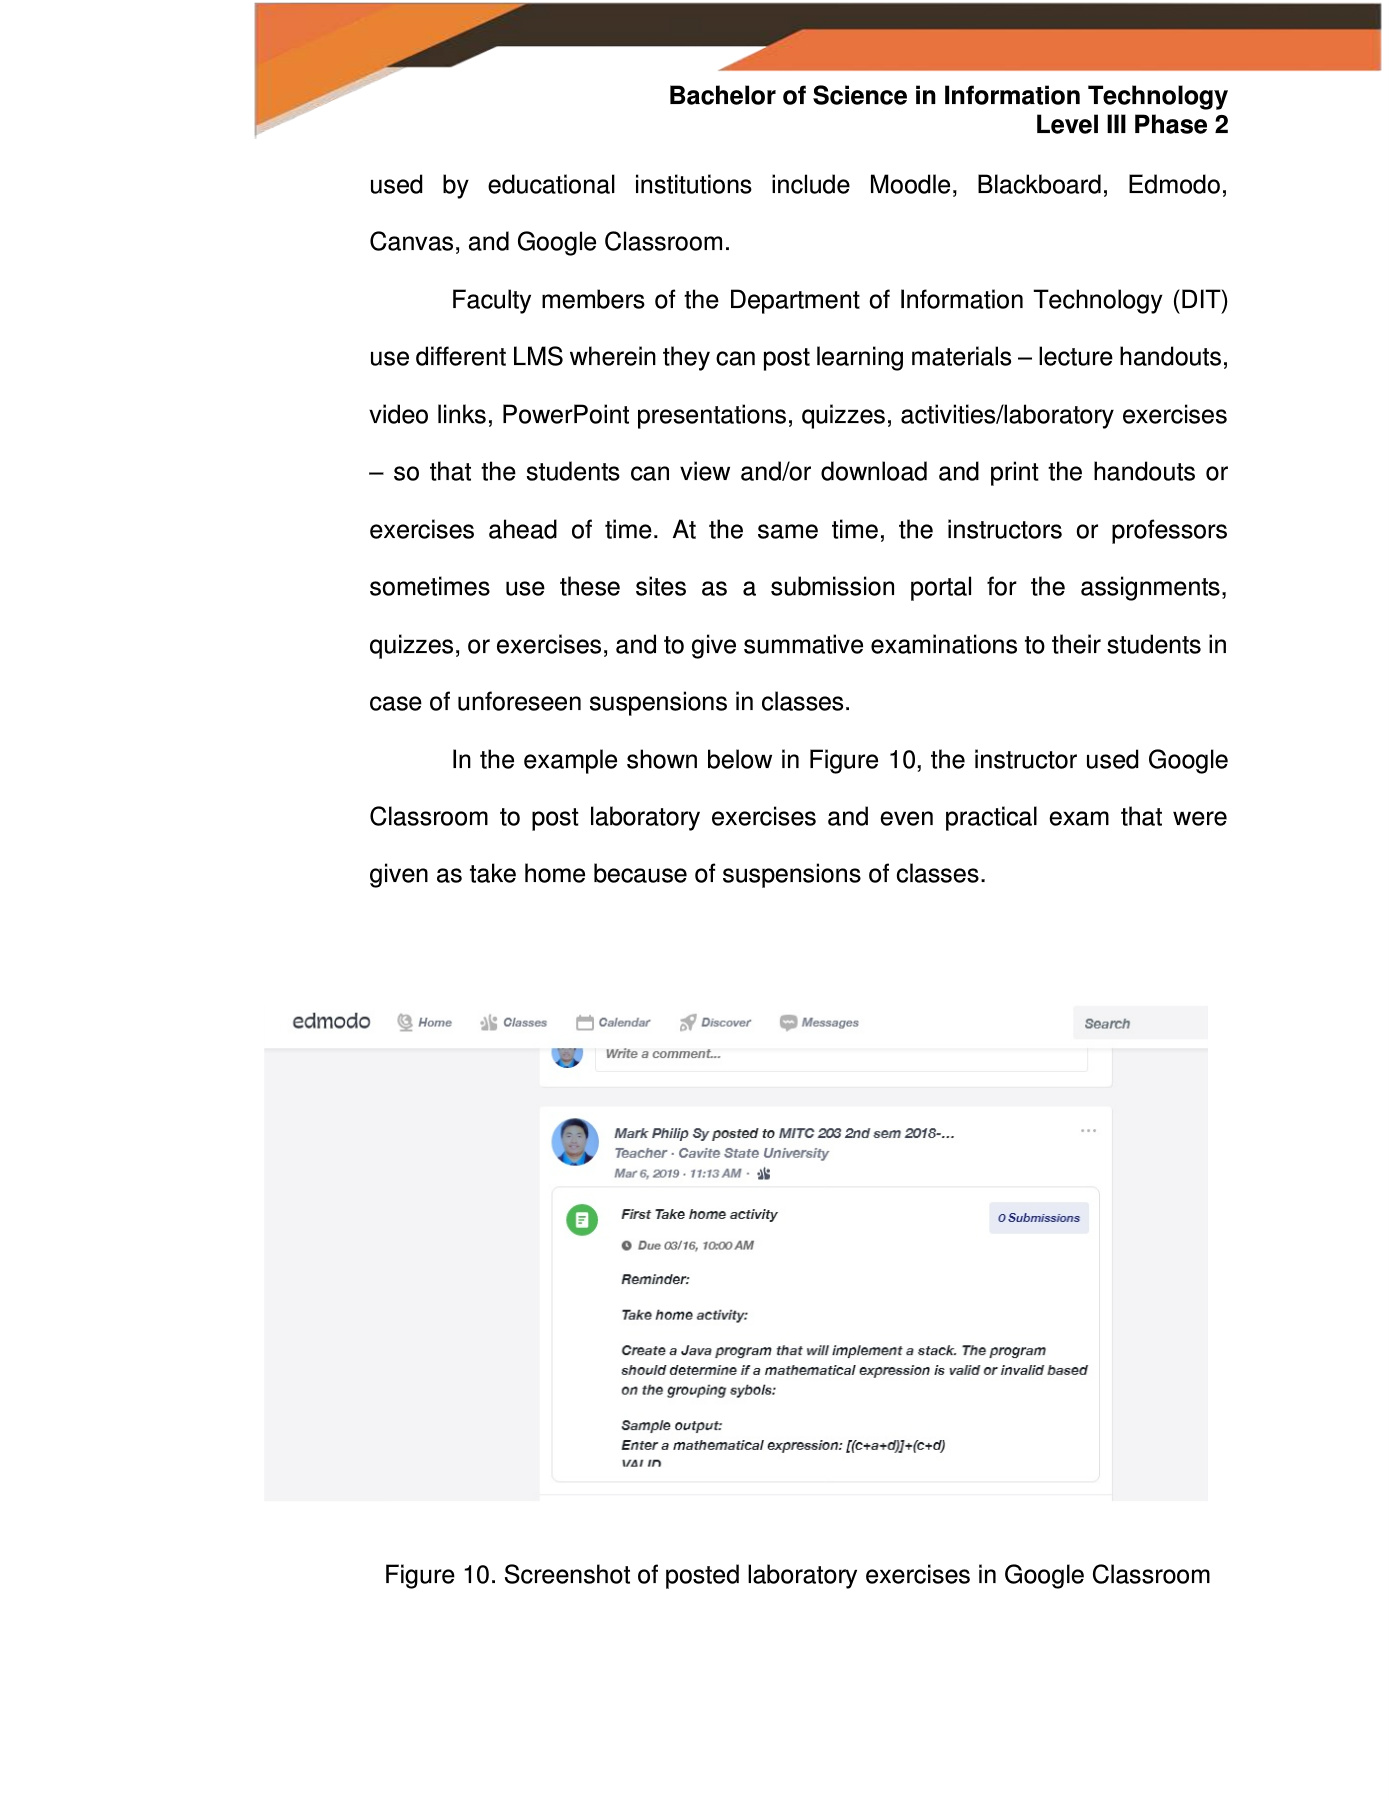 Bachelor of Science in Information Technology
Level III Phase 2
used by educational institutions include Moodle, Blackboard, Edmodo,
Canvas, and Google Classroom.
Faculty members of the Department of Information Technology (DIT)
use different LMS wherein they can post learning materials – lecture handouts,
video links, PowerPoint presentations, quizzes, activities/laboratory exercises
– so that the students can view and/or download and print the handouts or
exercises ahead of time. At the same time, the instructors or professors
sometimes use these sites as a submission portal for the assignments,
quizzes, or exercises, and to give summative examinations to their students in
case of unforeseen suspensions in classes.
In the example shown below in Figure 10, the instructor used Google
Classroom to post laboratory exercises and even practical exam that were
given as take home because of suspensions of classes.
edmodo Home Classes Calendar Discover Messages Search
Write a comment...
Mark Philip Sy posted to MITC 203 2nd sem 2018-...
Teacher · Cavite State University
Mar 6, 2019 · 11:13 AM ·
First Take home activity 0 Submissions
Due 03/16, 10:00 AM
Reminder:
Take home activity:
Create a Java program that will implement a stack. The program
should determine if a mathematical expression is valid or invalid based
on the grouping sybols:
Sample output:
Enter a mathematical expression: [(c+a+d)]+(c+d)
VALID
Figure 10. Screenshot of posted laboratory exercises in Google Classroom